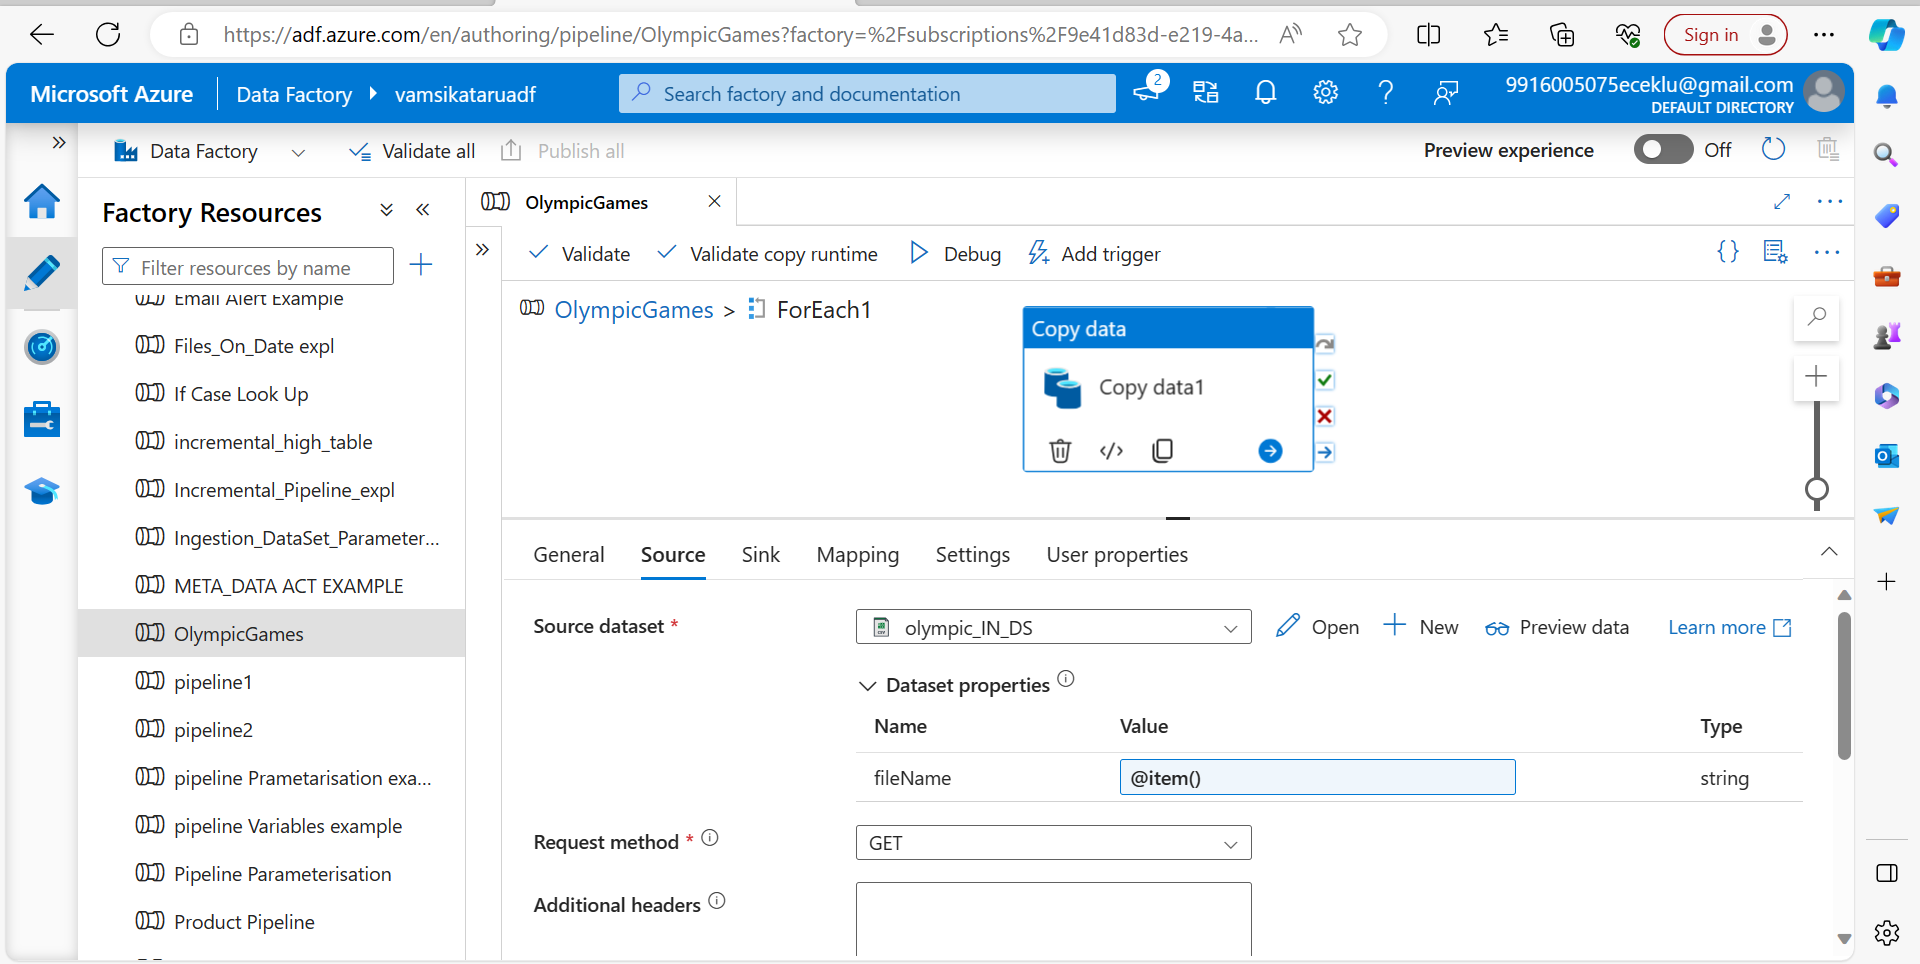 https://adf.azure.com/en/authoring/pipeline/OlympicGames?factory=%2Fsubscriptions%2F9e41d83d-e219-4a...
Sign in
Microsoft Azure
Data Factory
vamsikataruadf
Search factory and documentation
2
9916005075eceklu@gmail.com
DEFAULT DIRECTORY
Data Factory
Validate all
Publish all
Preview experience
Off
Factory Resources
Filter resources by name
Email Alert Example
Files_On_Date expl
If Case Look Up
incremental_high_table
Incremental_Pipeline_expl
Ingestion_DataSet_Parameter...
META_DATA ACT EXAMPLE
OlympicGames
pipeline1
pipeline2
pipeline Prametarisation exa...
pipeline Variables example
Pipeline Parameterisation
Product Pipeline
OlympicGames
Validate
Validate copy runtime
Debug
Add trigger
OlympicGames > ForEach1
Copy data
Copy data1
General
Source
Sink
Mapping
Settings
User properties
Source dataset *
olympic_IN_DS
Open
New
Preview data
Learn more
Dataset properties
Name
Value
Type
fileName
@item()
string
Request method *
GET
Additional headers